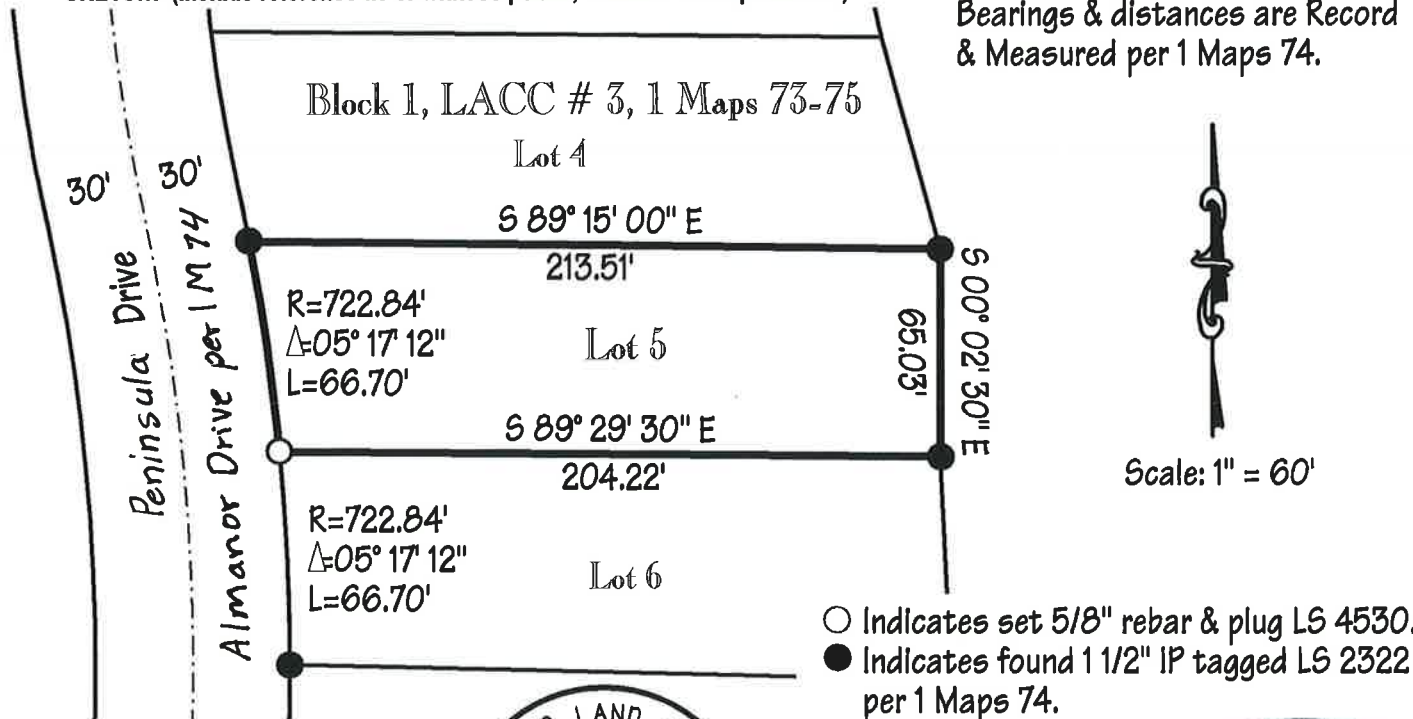 Bearings & distances are Record
& Measured per 1 Maps 74.
Block 1, LACC # 3, 1 Maps 73-75
Lot 4
30'
30'
S 89° 15' 00" E
213.51'
R=722.84'
Δ=05° 17' 12"
L=66.70'
Lot 5
65.03'
S 00° 02' 30" E
Peninsula Drive
Almanor Drive per 1 M 74
S 89° 29' 30" E
204.22'
Scale: 1" = 60'
R=722.84'
Δ=05° 17' 12"
L=66.70'
Lot 6
Indicates set 5/8" rebar & plug LS 4530.
Indicates found 1 1/2" IP tagged LS 2322
per 1 Maps 74.
LAND